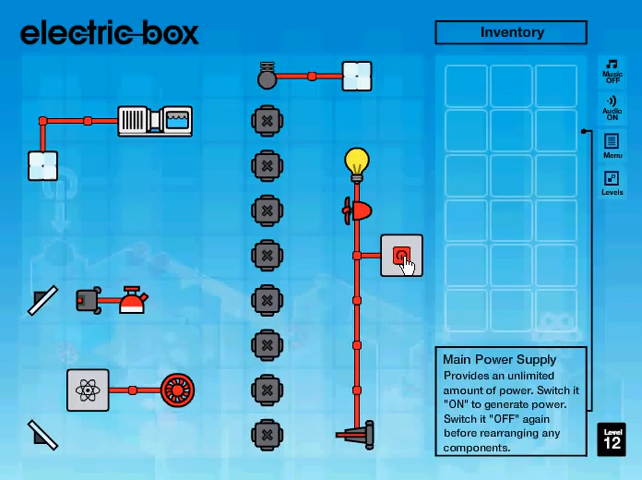 electric box
Inventory
Music
OFF
Audio
ON
Menu
Levels
Main Power Supply
Provides an unlimited
amount of power. Switch it
"ON" to generate power.
Switch it "OFF" again
before rearranging any
components.
Level
12